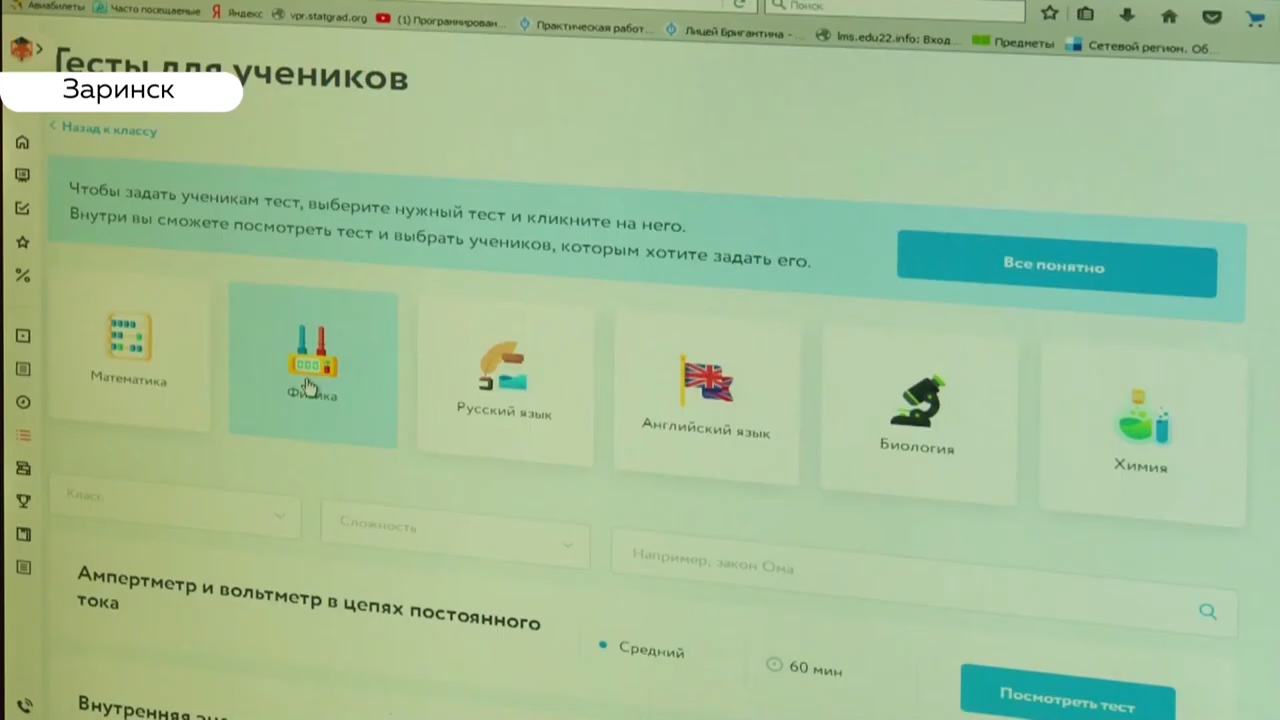 Авиабилеты
Часто посещаемые
Яндекс
vpr.statgrad.org
(1) Программирован...
Практическая работ...
Лицей Бригантина - ...
lms.edu22.info: Вход...
Предметы
Сетевой регион. Об...
Поиск
Тесты для учеников
Заринск
Назад к классу
Чтобы задать ученикам тест, выберите нужный тест и кликните на него.
Внутри вы сможете посмотреть тест и выбрать учеников, которым хотите задать его.
Все понятно
Математика
Физика
Русский язык
Английский язык
Биология
Химия
Класс
Сложность
Например, закон Ома
Ампертметр и вольтметр в цепях постоянного
тока
Средний
60 мин
Посмотреть тест
Внутренняя